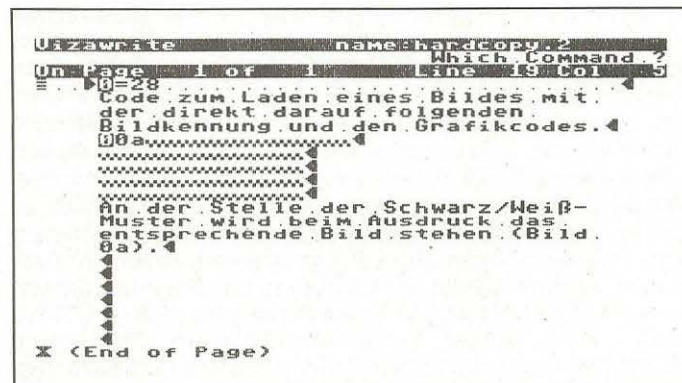 Vizawrite name:hardcopy.2
Which.Command.?
On Page 1 of 1 Line 19 Col 5
0=28
Code.zum.Laden.eines.Bildes.mit.
der.direkt.darauf.folgenden.
Bildkennung.und.den.Grafikcodes.
00a
An.der.Stelle.der.Schwarz/Weiß-
Muster.wird.beim.Ausdruck.das.
entsprechende.Bild.stehen.(Bild.
0a).
(End of Page)